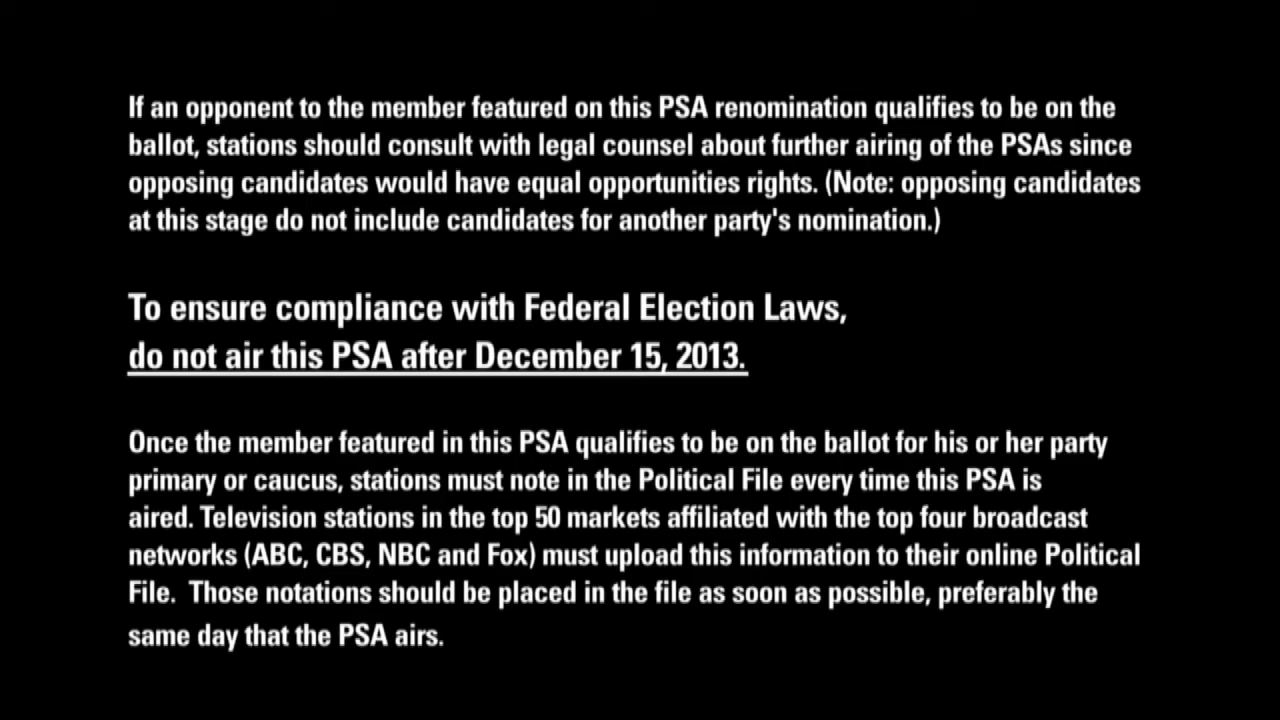 If an opponent to the member featured on this PSA renomination qualifies to be on the
ballot, stations should consult with legal counsel about further airing of the PSAs since
opposing candidates would have equal opportunities rights. (Note: opposing candidates
at this stage do not include candidates for another party's nomination.)
To ensure compliance with Federal Election Laws,
do not air this PSA after December 15, 2013.
Once the member featured in this PSA qualifies to be on the ballot for his or her party
primary or caucus, stations must note in the Political File every time this PSA is
aired. Television stations in the top 50 markets affiliated with the top four broadcast
networks (ABC, CBS, NBC and Fox) must upload this information to their online Political
File.  Those notations should be placed in the file as soon as possible, preferably the
same day that the PSA airs.